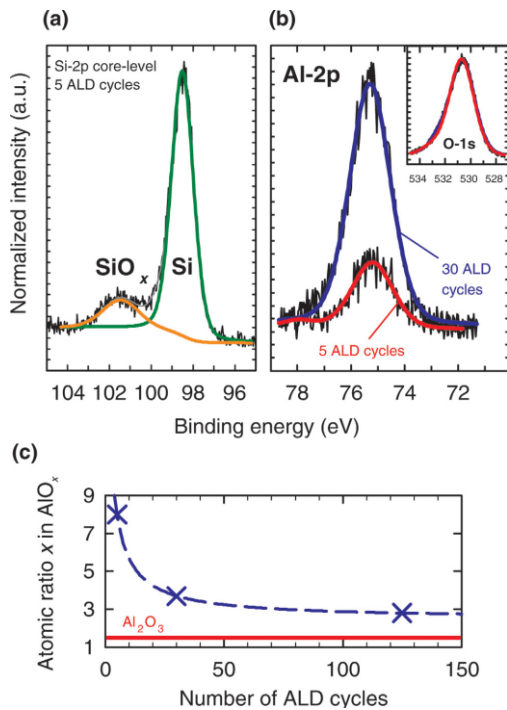 (a)
Si-2p core-level
5 ALD cycles
SiOx
Si
104 102 100 98 96
Normalized intensity (a.u.)
(b)
Al-2p
O-1s
534 532 530 528
30 ALD
cycles
5 ALD cycles
78 76 74 72
Binding energy (eV)
(c)
Atomic ratio x in AlOx
9
7
5
3
1
Al2O3
0 50 100 150
Number of ALD cycles